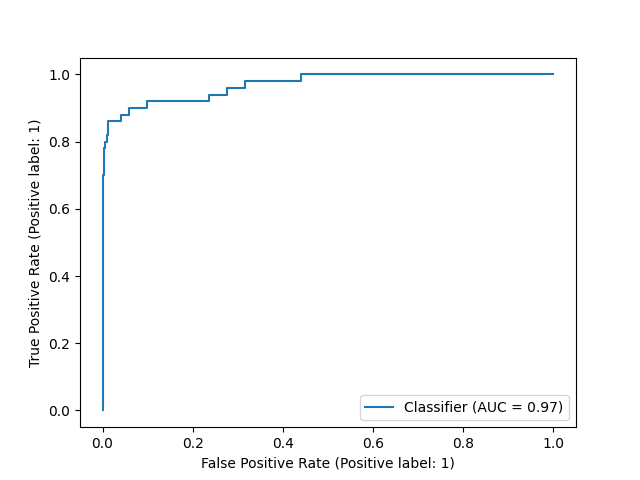 1.0
0.8
0.6
0.4
0.2
0.0
True Positive Rate (Positive label: 1)
Classifier (AUC = 0.97)
0.0 0.2 0.4 0.6 0.8 1.0
False Positive Rate (Positive label: 1)